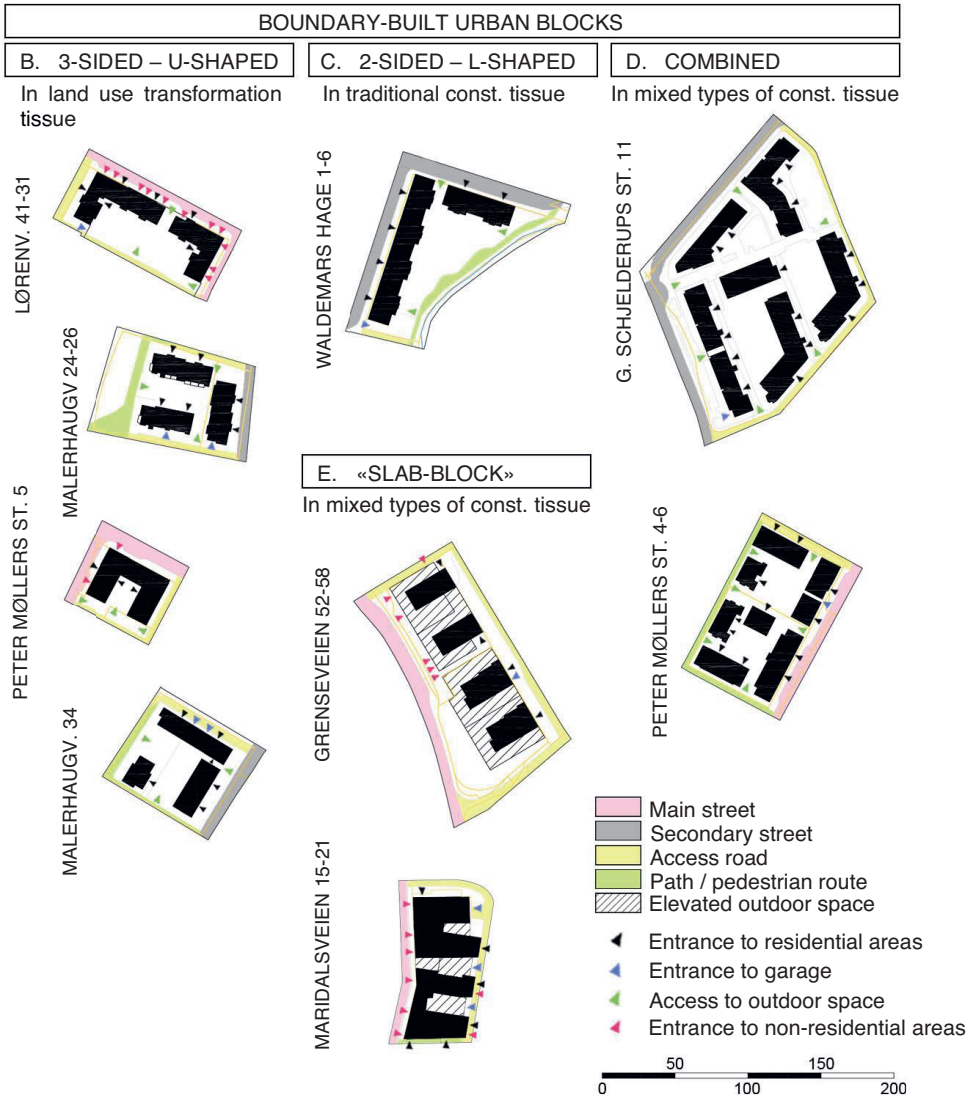 BOUNDARY-BUILT URBAN BLOCKS
B. 3-SIDED – U-SHAPED
In land use transformation
tissue
LØRENV. 41-31
MALERHAUGV 24-26
PETER MØLLERS ST. 5
MALERHAUGV. 34
C. 2-SIDED – L-SHAPED
In traditional const. tissue
WALDEMARS HAGE 1-6
D. COMBINED
In mixed types of const. tissue
G. SCHJELDERUPS ST. 11
PETER MØLLERS ST. 4-6
E. «SLAB-BLOCK»
In mixed types of const. tissue
GRENSEVEIEN 52-58
MARIDALSVEIEN 15-21
Main street
Secondary street
Access road
Path / pedestrian route
Elevated outdoor space
Entrance to residential areas
Entrance to garage
Access to outdoor space
Entrance to non-residential areas
50 150
0 100 200